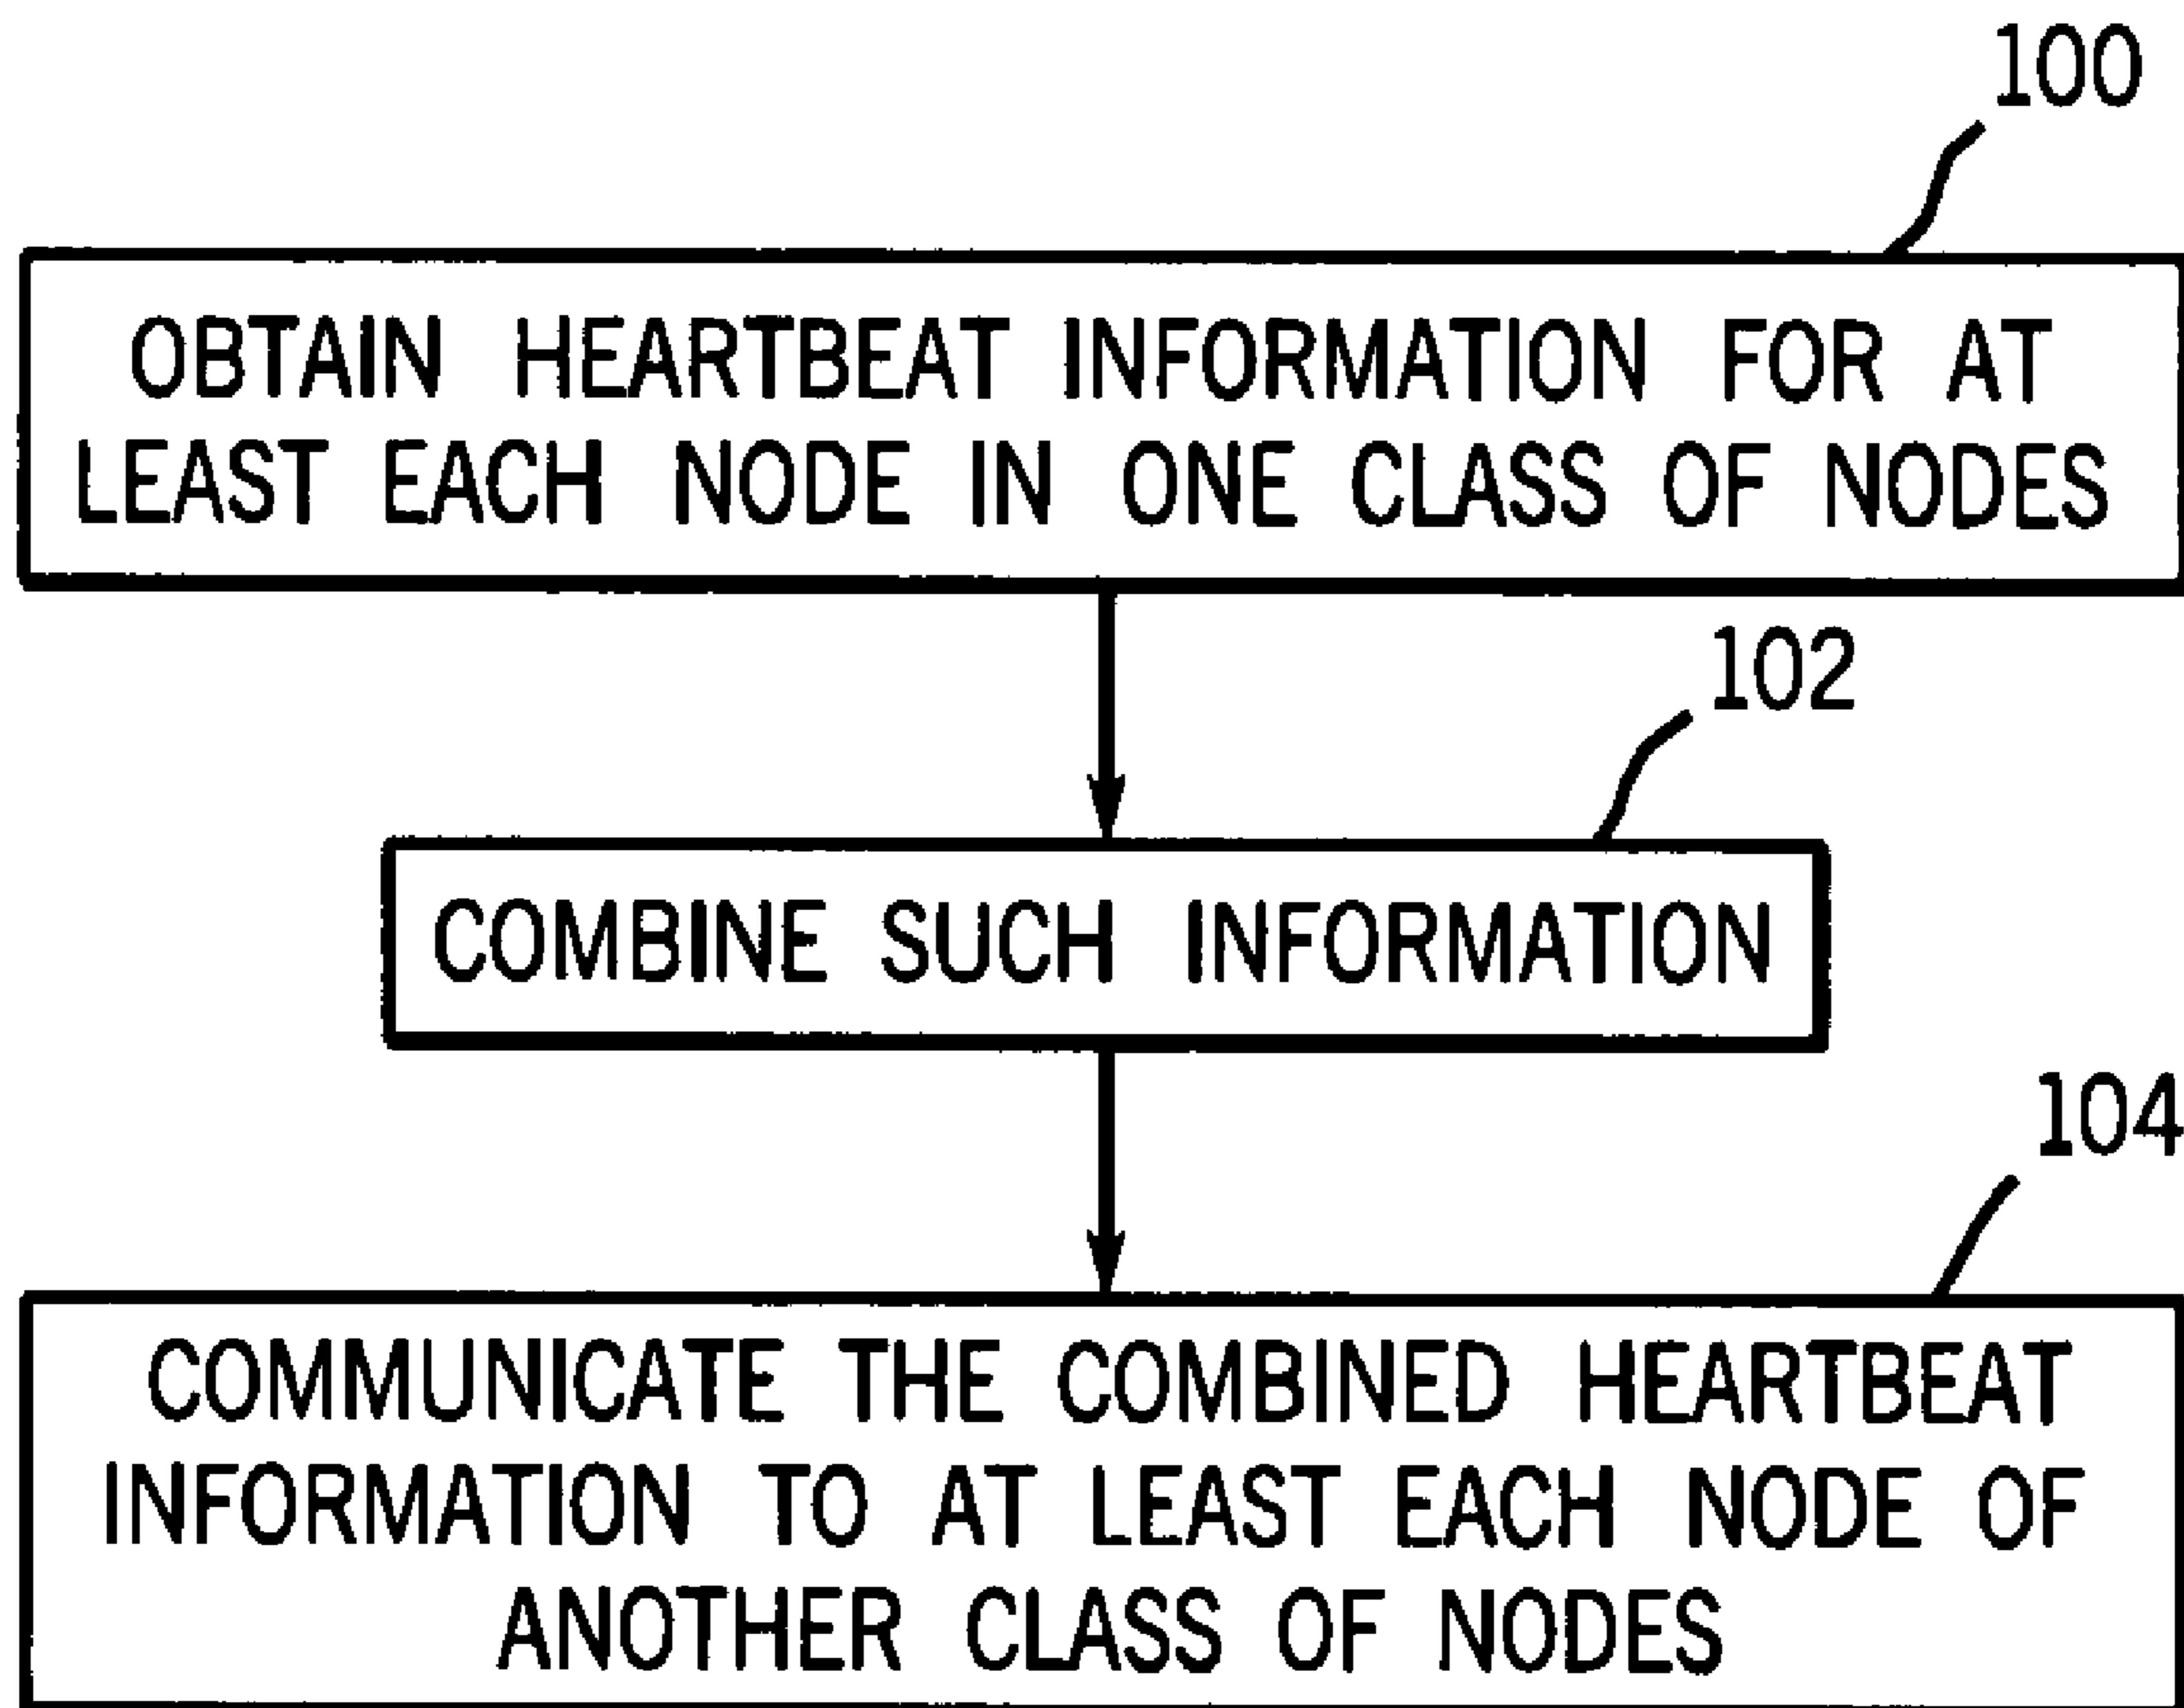 100
OBTAIN HEARTBEAT INFORMATION FOR AT
LEAST EACH NODE IN ONE CLASS OF NODES
102
COMBINE SUCH INFORMATION
104
COMMUNICATE THE COMBINED HEARTBEAT
INFORMATION TO AT LEAST EACH NODE OF
ANOTHER CLASS OF NODES